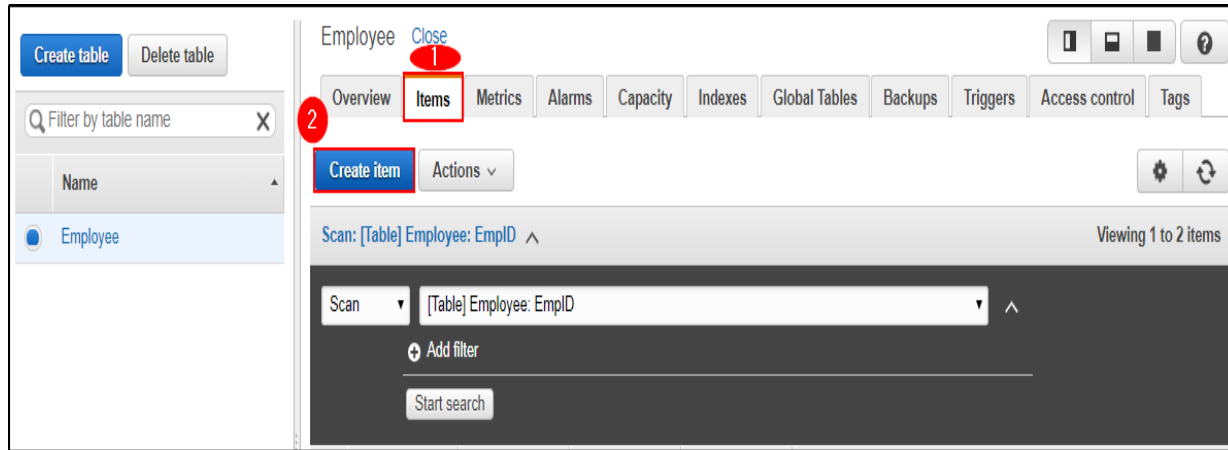 Create table Delete table
Filter by table name X
Name
Employee
Employee Close
1
Overview Items Metrics Alarms Capacity Indexes Global Tables Backups Triggers Access control Tags
2
Create item Actions
Scan: [Table] Employee: EmpID Viewing 1 to 2 items
Scan [Table] Employee: EmpID
Add filter
Start search